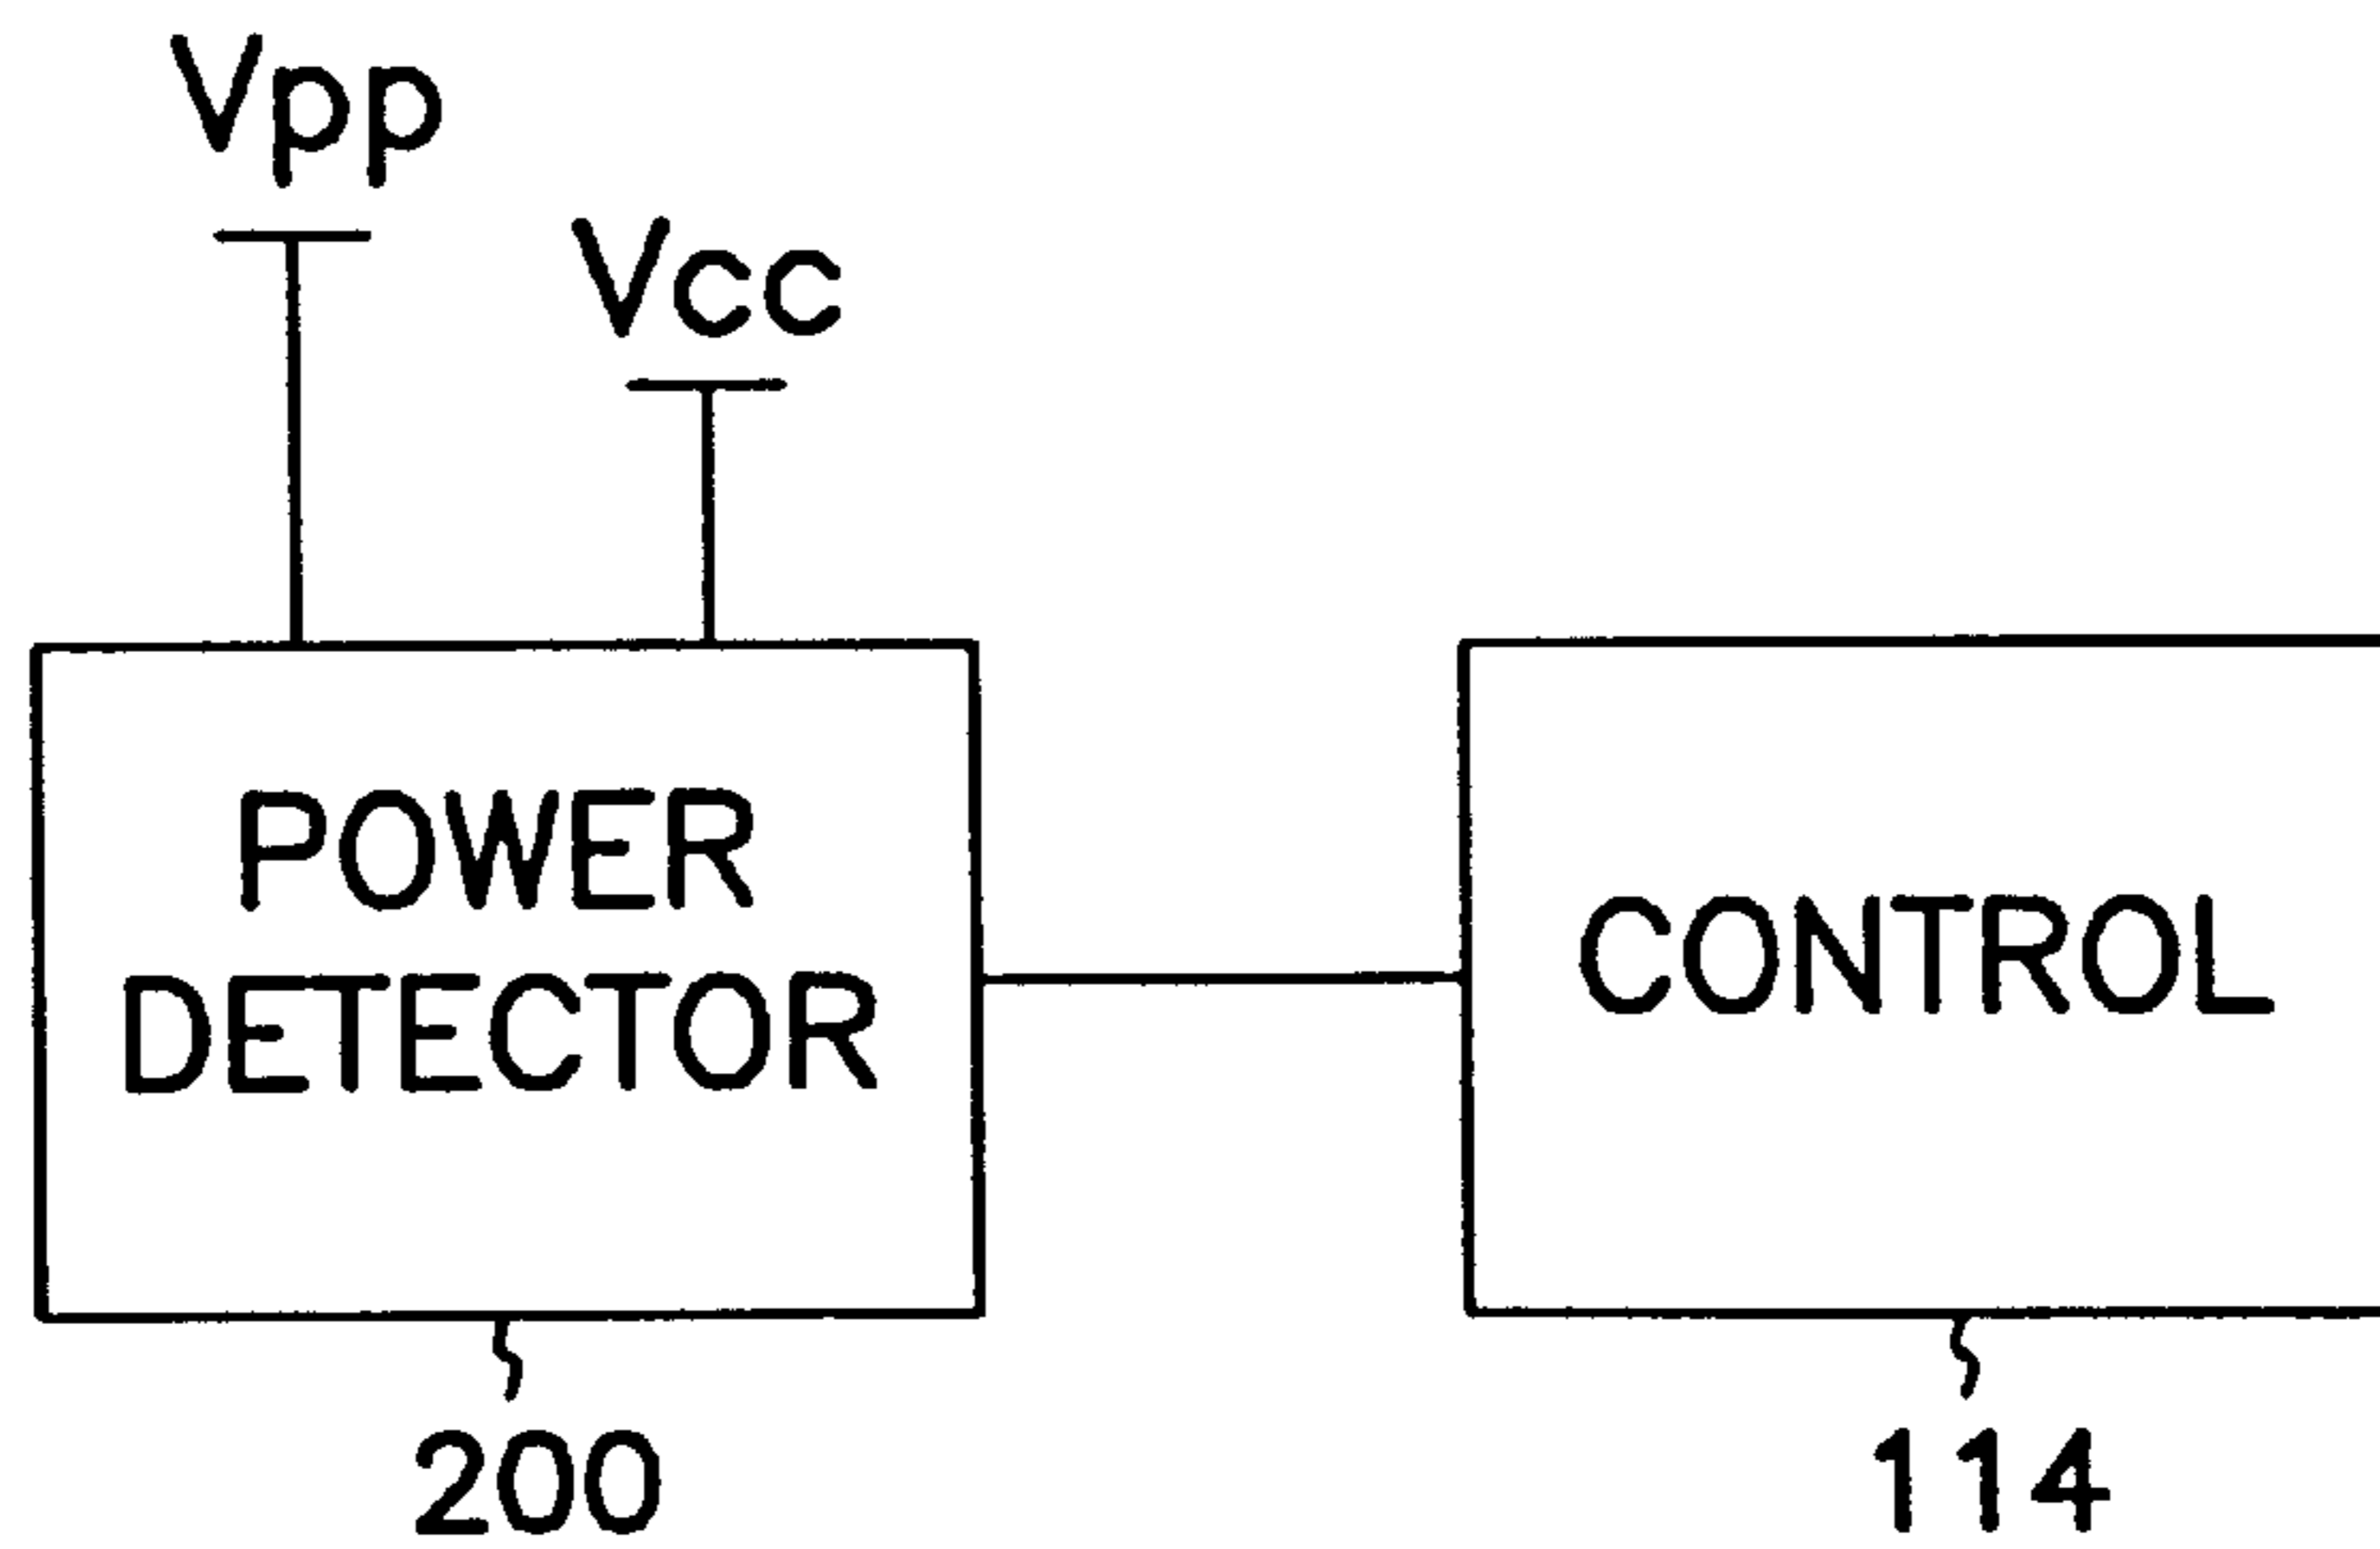 Vpp
Vcc
POWER
DETECTOR
CONTROL
200
114